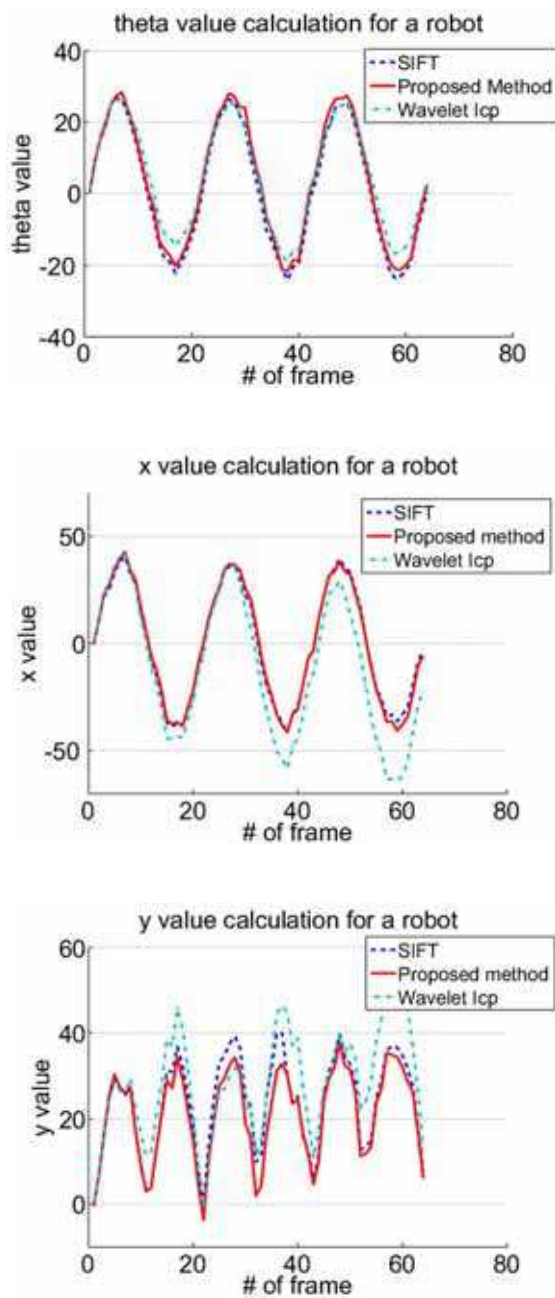 theta value calculation for a robot
40
20
0
-20
-40
theta value
SIFT
Proposed Method
Wavelet Icp
0 20 40 60 80
# of frame
x value calculation for a robot
50
0
-50
x value
SIFT
Proposed method
Wavelet Icp
0 20 40 60 80
# of frame
y value calculation for a robot
60
40
20
0
y value
SIFT
Proposed method
Wavelet Icp
0 20 40 60 80
# of frame